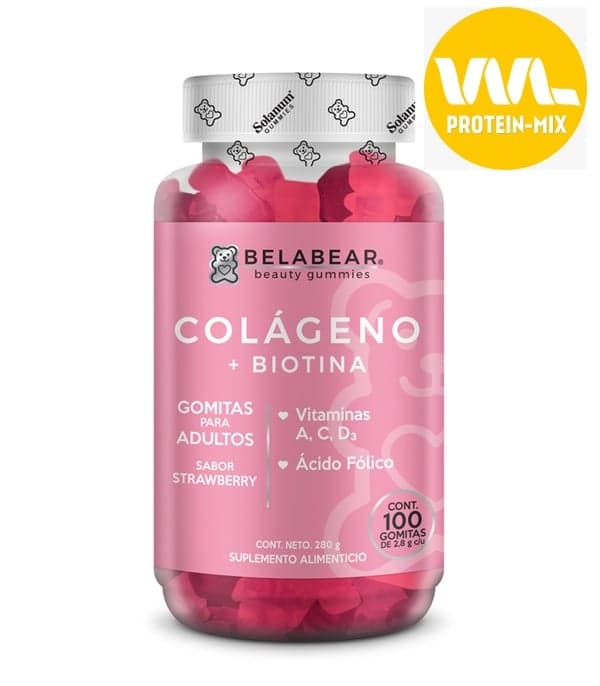 PROTEIN-MIX
Solanum®
GUMMIES
BELABEAR®
beauty gummies
COLÁGENO
+ BIOTINA
GOMITAS
PARA
ADULTOS
SABOR
STRAWBERRY
Vitaminas
A, C, D₃
Ácido Fólico
CONT.
100
GOMITAS
DE 2,8 g c/u
CONT. NETO. 280 g
SUPLEMENTO ALIMENTICIO